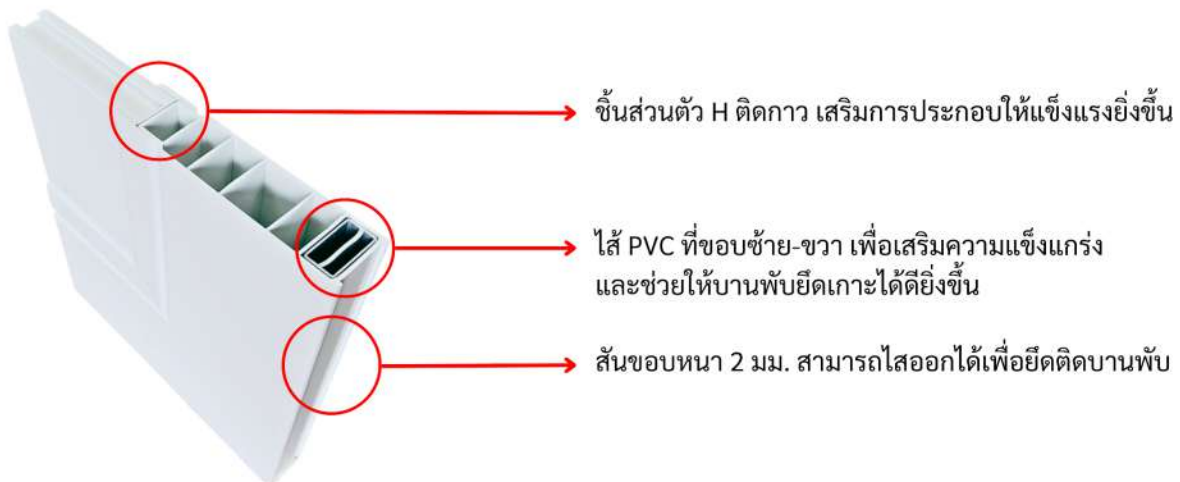 ชิ้นส่วนตัว H ติดกาว เสริมการประกอบให้แข็งแรงยิ่งขึ้น
ไส้ PVC ที่ขอบซ้าย-ขวา เพื่อเสริมความแข็งแกร่ง
และช่วยให้บานพับยึดเกาะได้ดียิ่งขึ้น
สันขอบหนา 2 มม. สามารถไสออกได้เพื่อยึดติดบานพับ